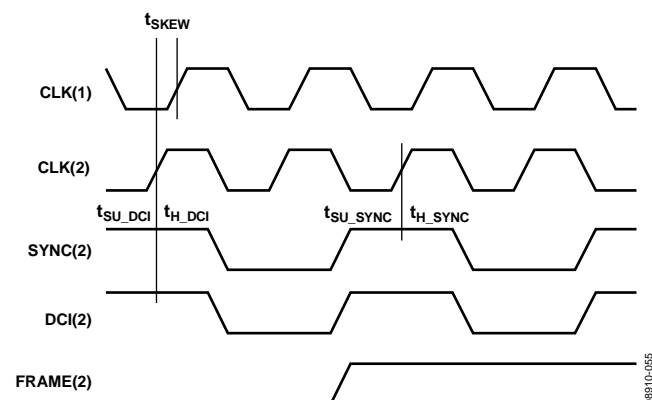 tSKEW
CLK(1)
CLK(2)
tSU_DCI tH_DCI tSU_SYNC tH_SYNC
SYNC(2)
DCI(2)
FRAME(2)
08910-055